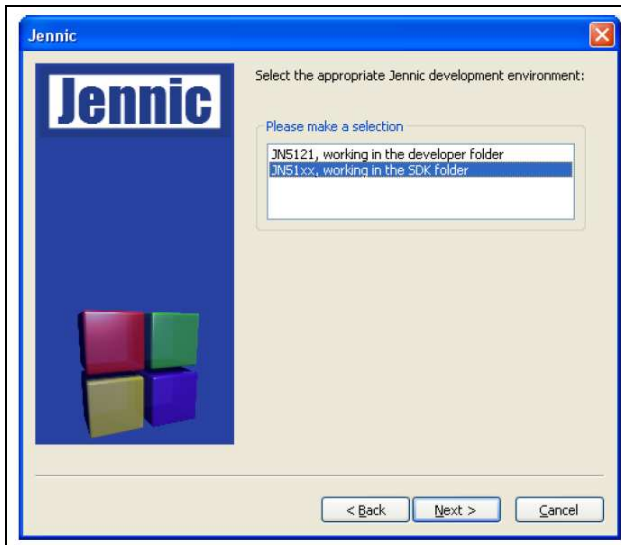 Jennic
Jennic
Select the appropriate Jennic development environment:
Please make a selection
JN5121, working in the developer folder
JN51xx, working in the SDK folder
< Back
Next >
Cancel